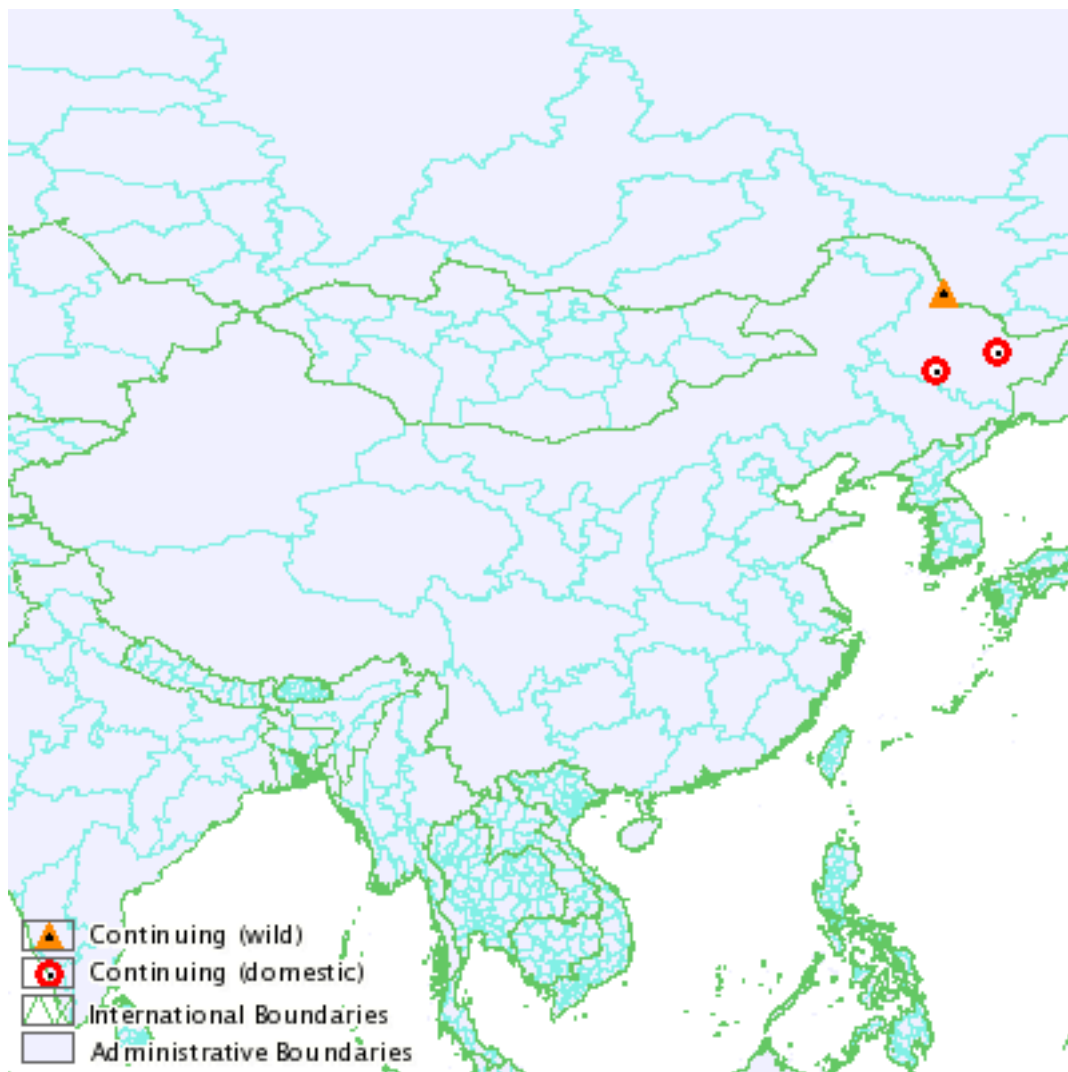 Continuing (wild)
Continuing (domestic)
International Boundaries
Administrative Boundaries